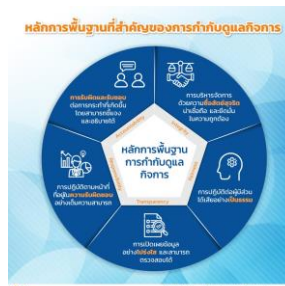 หลักการพื้นฐานที่สำคัญของการกำกับดูแลกิจการ
การรับผิดและรับชอบ
ต่อการกระทำที่เกิดขึ้น
โดยสามารถชี้แจง
และอธิบายได้
การบริหารจัดการ
ด้วยความซื่อสัตย์สุจริต
น่าเชื่อถือ และยึดมั่น
ในความถูกต้อง
หลักการพื้นฐาน
การกำกับดูแล
กิจการ
การปฏิบัติตามหน้าที่
ที่อยู่ในความรับผิดชอบ
อย่างเต็มความสามารถ
การปฏิบัติต่อผู้มีส่วน
ได้เสียอย่างเป็นธรรม
Transparency
การเปิดเผยข้อมูล
อย่างโปร่งใส และสามารถ
ตรวจสอบได้